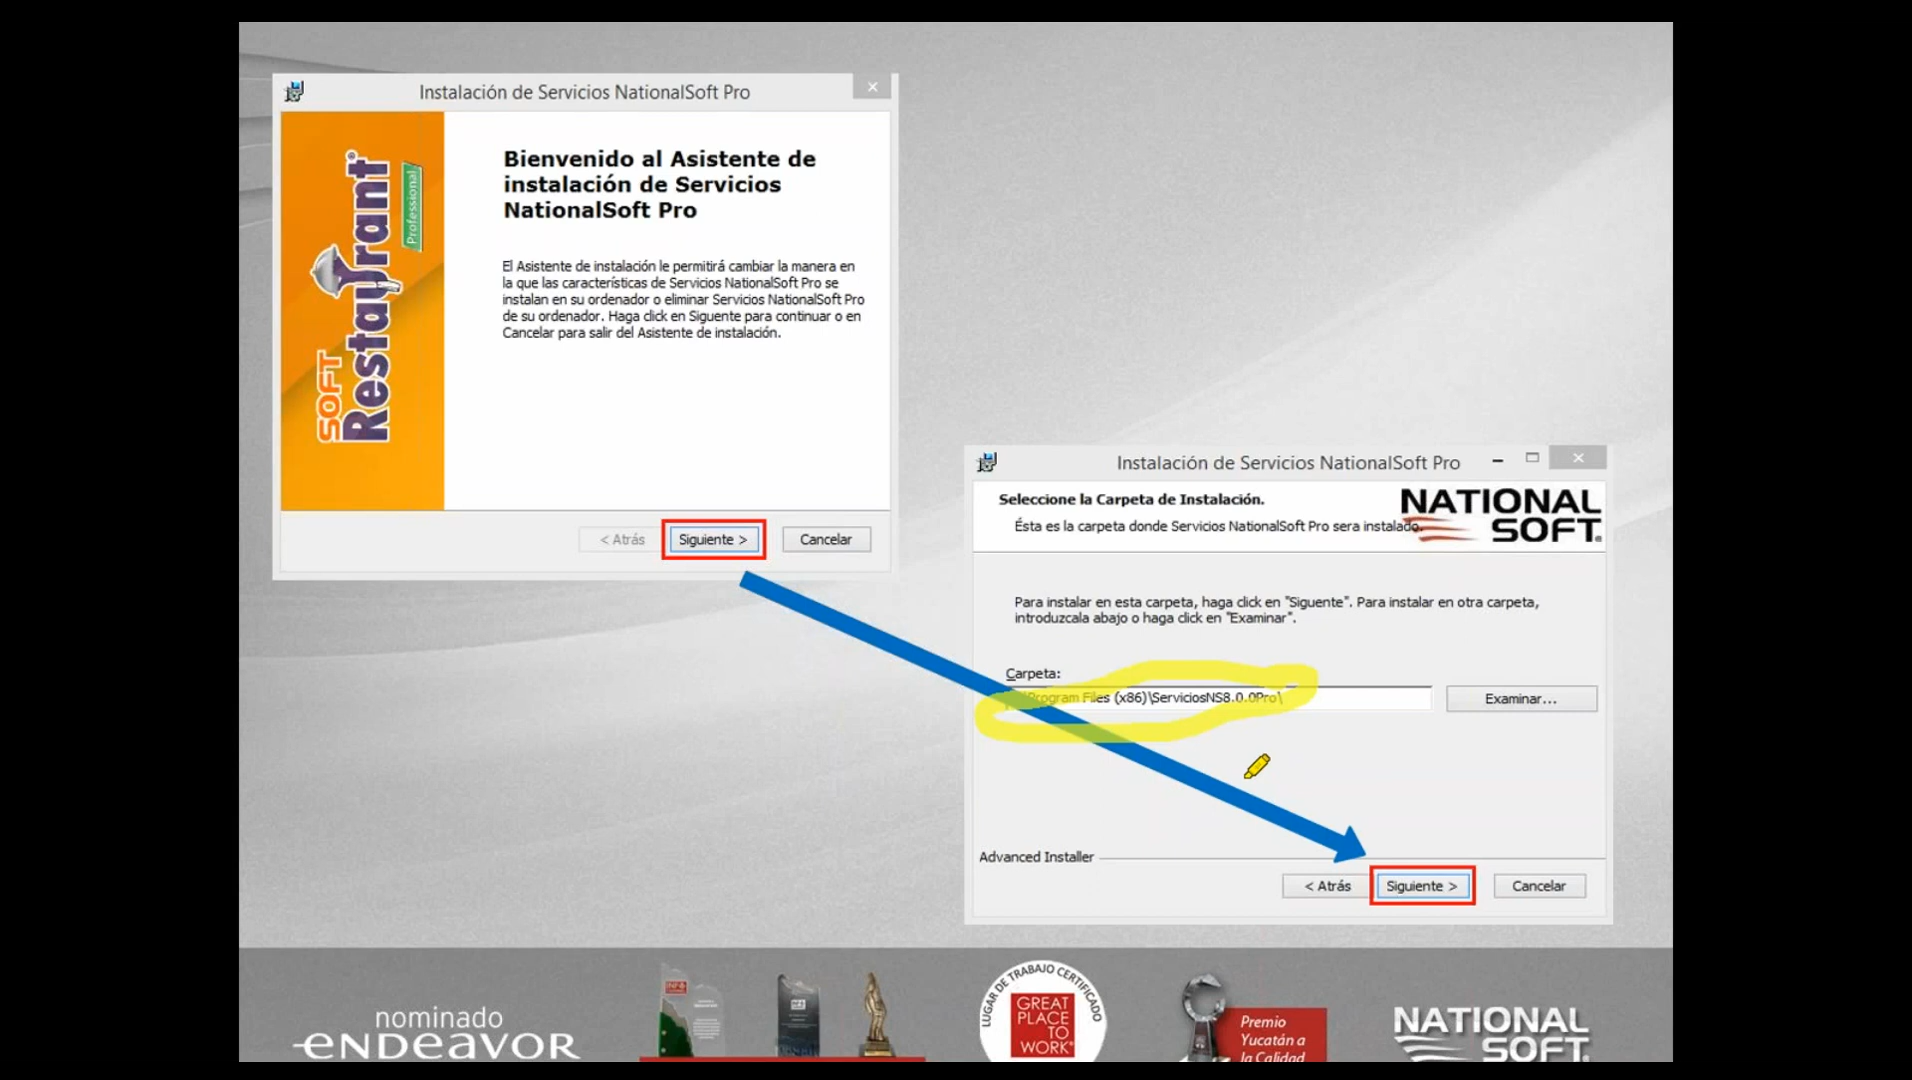 Instalación de Servicios NationalSoft Pro
SOFT
Restaurant®
Professional
Bienvenido al Asistente de
instalación de Servicios
NationalSoft Pro
El Asistente de instalación le permitirá cambiar la manera en
la que las características de Servicios NationalSoft Pro se
instalan en su ordenador o eliminar Servicios NationalSoft Pro
de su ordenador. Haga click en Siguente para continuar o en
Cancelar para salir del Asistente de instalación.
< Atrás
Siguiente >
Cancelar
Instalación de Servicios NationalSoft Pro
Seleccione la Carpeta de Instalación.
Ésta es la carpeta donde Servicios NationalSoft Pro sera instalado.
NATIONAL
SOFT®
Para instalar en esta carpeta, haga click en "Siguente". Para instalar en otra carpeta,
introduzcala abajo o haga click en "Examinar".
Carpeta:
\Program Files (x86)\ServiciosNS8.0.0Pro\
Examinar...
Advanced Installer
< Atrás
Siguiente >
Cancelar
nominado
enDeavor
LUGAR DE TRABAJO CERTIFICADO
GREAT
PLACE
TO
WORK®
Premio
Yucatán a
la Calidad
NATIONAL
SOFT®